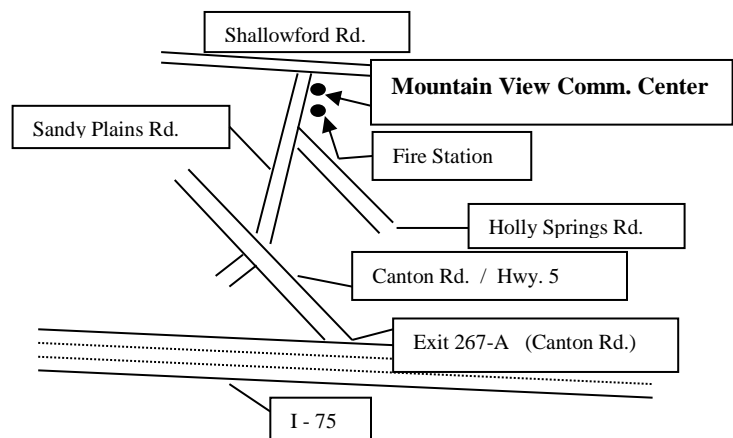 Shallowford Rd.
Mountain View Comm. Center
Sandy Plains Rd.
Fire Station
Holly Springs Rd.
Canton Rd. / Hwy. 5
Exit 267-A (Canton Rd.)
I - 75